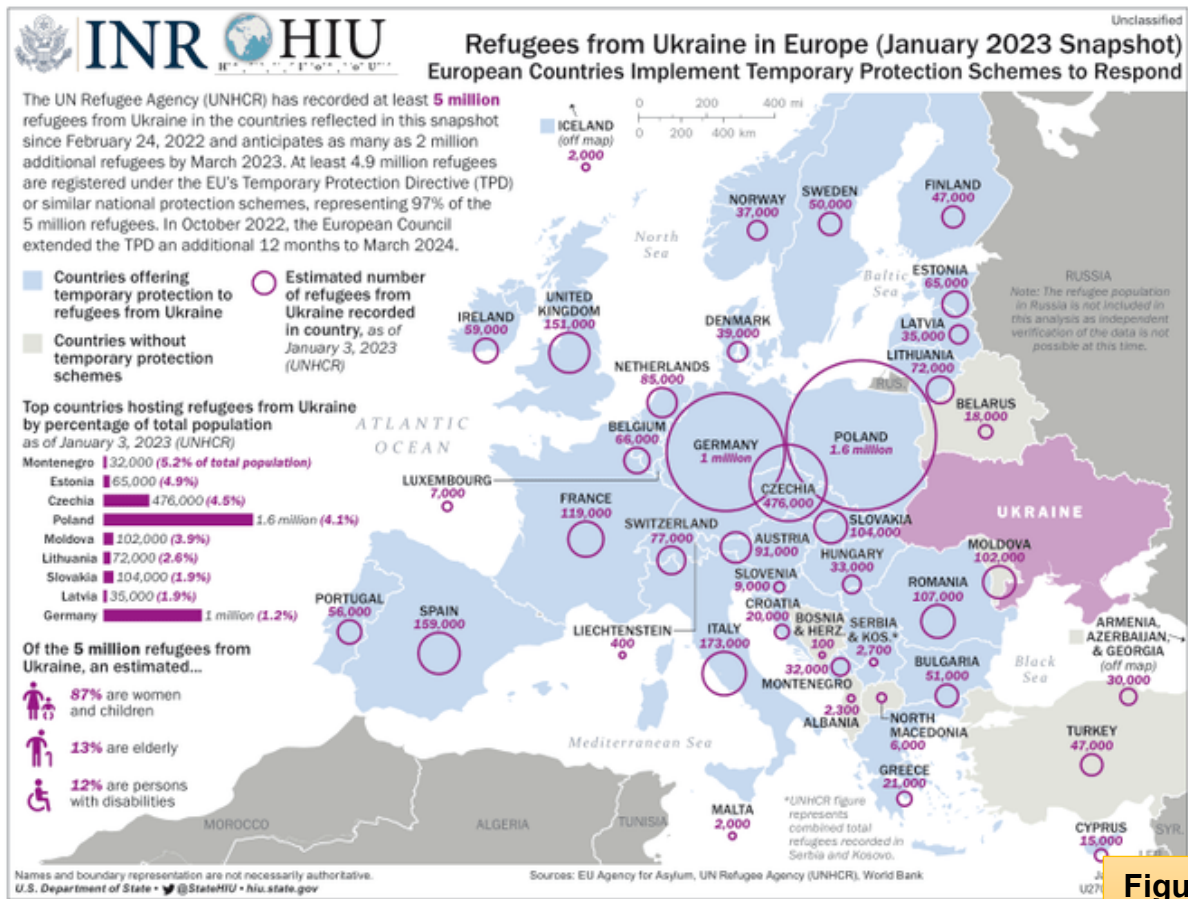 Unclassified
INR
HIU
Refugees from Ukraine in Europe (January 2023 Snapshot)
European Countries Implement Temporary Protection Schemes to Respond
The UN Refugee Agency (UNHCR) has recorded at least 5 million
refugees from Ukraine in the countries reflected in this snapshot
since February 24, 2022 and anticipates as many as 2 million
additional refugees by March 2023. At least 4.9 million refugees
are registered under the EU's Temporary Protection Directive (TPD)
or similar national protection schemes, representing 97% of the
5 million refugees. In October 2022, the European Council
extended the TPD an additional 12 months to March 2024.
Countries offering
temporary protection to
refugees from Ukraine
Countries without
temporary protection
schemes
Estimated number
of refugees from
Ukraine recorded
in country, as of
January 3, 2023
(UNHCR)
Top countries hosting refugees from Ukraine
by percentage of total population
as of January 3, 2023 (UNHCR)
Montenegro 32,000 (5.2% of total population)
Estonia 65,000 (4.9%)
Czechia 476,000 (4.5%)
Poland 1.6 million (4.1%)
Moldova 102,000 (3.9%)
Lithuania 72,000 (2.6%)
Slovakia 104,000 (1.9%)
Latvia 35,000 (1.9%)
Germany 1 million (1.2%)
Of the 5 million refugees from
Ukraine, an estimated...
87% are women
and children
13% are elderly
12% are persons
with disabilities
0 200 400 mi
0 200 400 km
ICELAND
(off map)
2,000
NORWAY
37,000
SWEDEN
50,000
FINLAND
47,000
North
Sea
Baltic
Sea
ESTONIA
65,000
RUSSIA
Note: The refugee population
in Russia is not included in
this analysis as independent
verification of the data is not
possible at this time.
LATVIA
35,000
LITHUANIA
72,000
RUS.
BELARUS
18,000
IRELAND
59,000
UNITED
KINGDOM
151,000
DENMARK
39,000
NETHERLANDS
85,000
BELGIUM
66,000
GERMANY
1 million
POLAND
1.6 million
ATLANTIC
OCEAN
LUXEMBOURG
7,000
CZECHIA
476,000
UKRAINE
FRANCE
119,000
SWITZERLAND
77,000
AUSTRIA
91,000
SLOVAKIA
104,000
HUNGARY
33,000
MOLDOVA
102,000
SLOVENIA
9,000
ROMANIA
107,000
PORTUGAL
56,000
SPAIN
159,000
LIECHTENSTEIN
400
ITALY
173,000
CROATIA
20,000
BOSNIA
& HERZ.
100
SERBIA
& KOS.*
2,700
32,000
MONTENEGRO
BULGARIA
51,000
Black
Sea
ARMENIA,
AZERBAIJAN,
& GEORGIA
(off map)
30,000
2,300
ALBANIA
NORTH
MACEDONIA
6,000
TURKEY
47,000
Mediterranean Sea
GREECE
21,000
MALTA
2,000
*UNHCR figure
represents
combined total
refugees recorded in
Serbia and Kosovo.
CYPRUS
15,000
SYR.
MOROCCO
ALGERIA
TUNISIA
Names and boundary representation are not necessarily authoritative.
U.S. Department of State • @StateHIU • hiu.state.gov
Sources: EU Agency for Asylum, UN Refugee Agency (UNHCR), World Bank
Figu